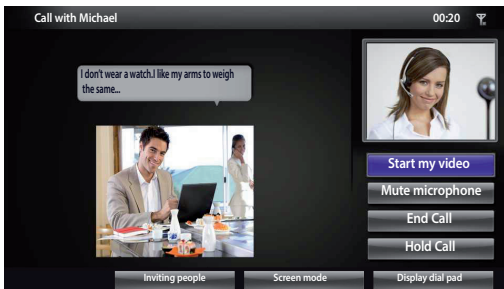 Call with Michael
00:20
I don't wear a watch.I like my arms to weigh
the same...
Start my video
Mute microphone
End Call
Hold Call
Inviting people
Screen mode
Display dial pad